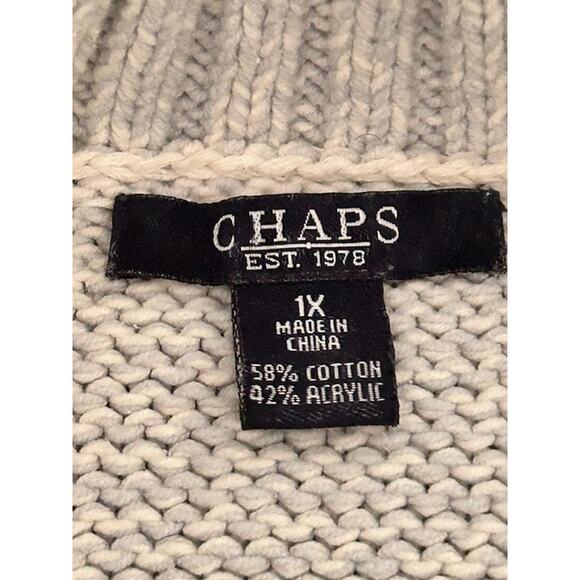 CHAPS
EST. 1978
1X
MADE IN
CHINA
58% COTTON
42% ACRYLIC